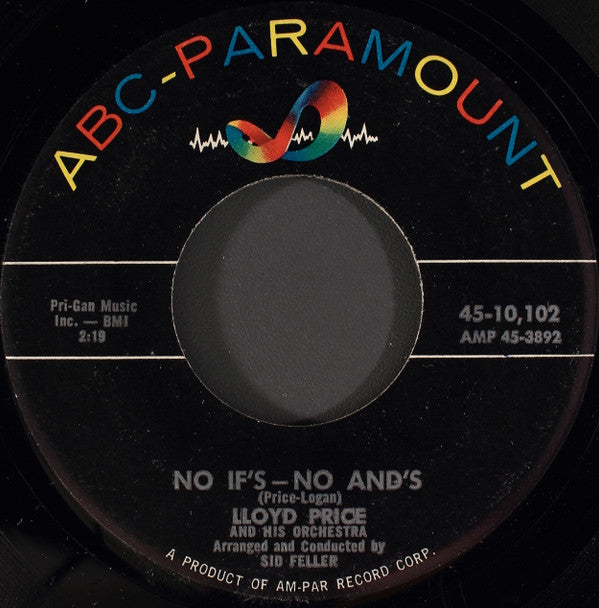 ABC-PARAMOUNT
Pri-Gan Music
Inc. — BMI
2:19
45-10,102
AMP 45-3892
NO IF'S — NO AND'S
(Price-Logan)
LLOYD PRICE
AND HIS ORCHESTRA
Arranged and Conducted by
SID FELLER
A PRODUCT OF AM-PAR RECORD CORP.